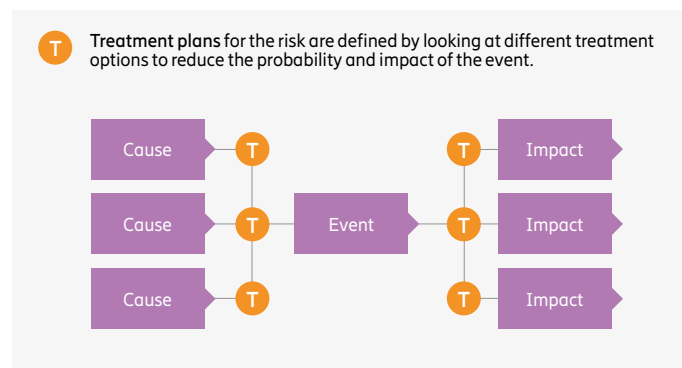 T Treatment plans for the risk are defined by looking at different treatment
options to reduce the probability and impact of the event.
Cause T T Impact
Cause T Event T Impact
Cause T T Impact